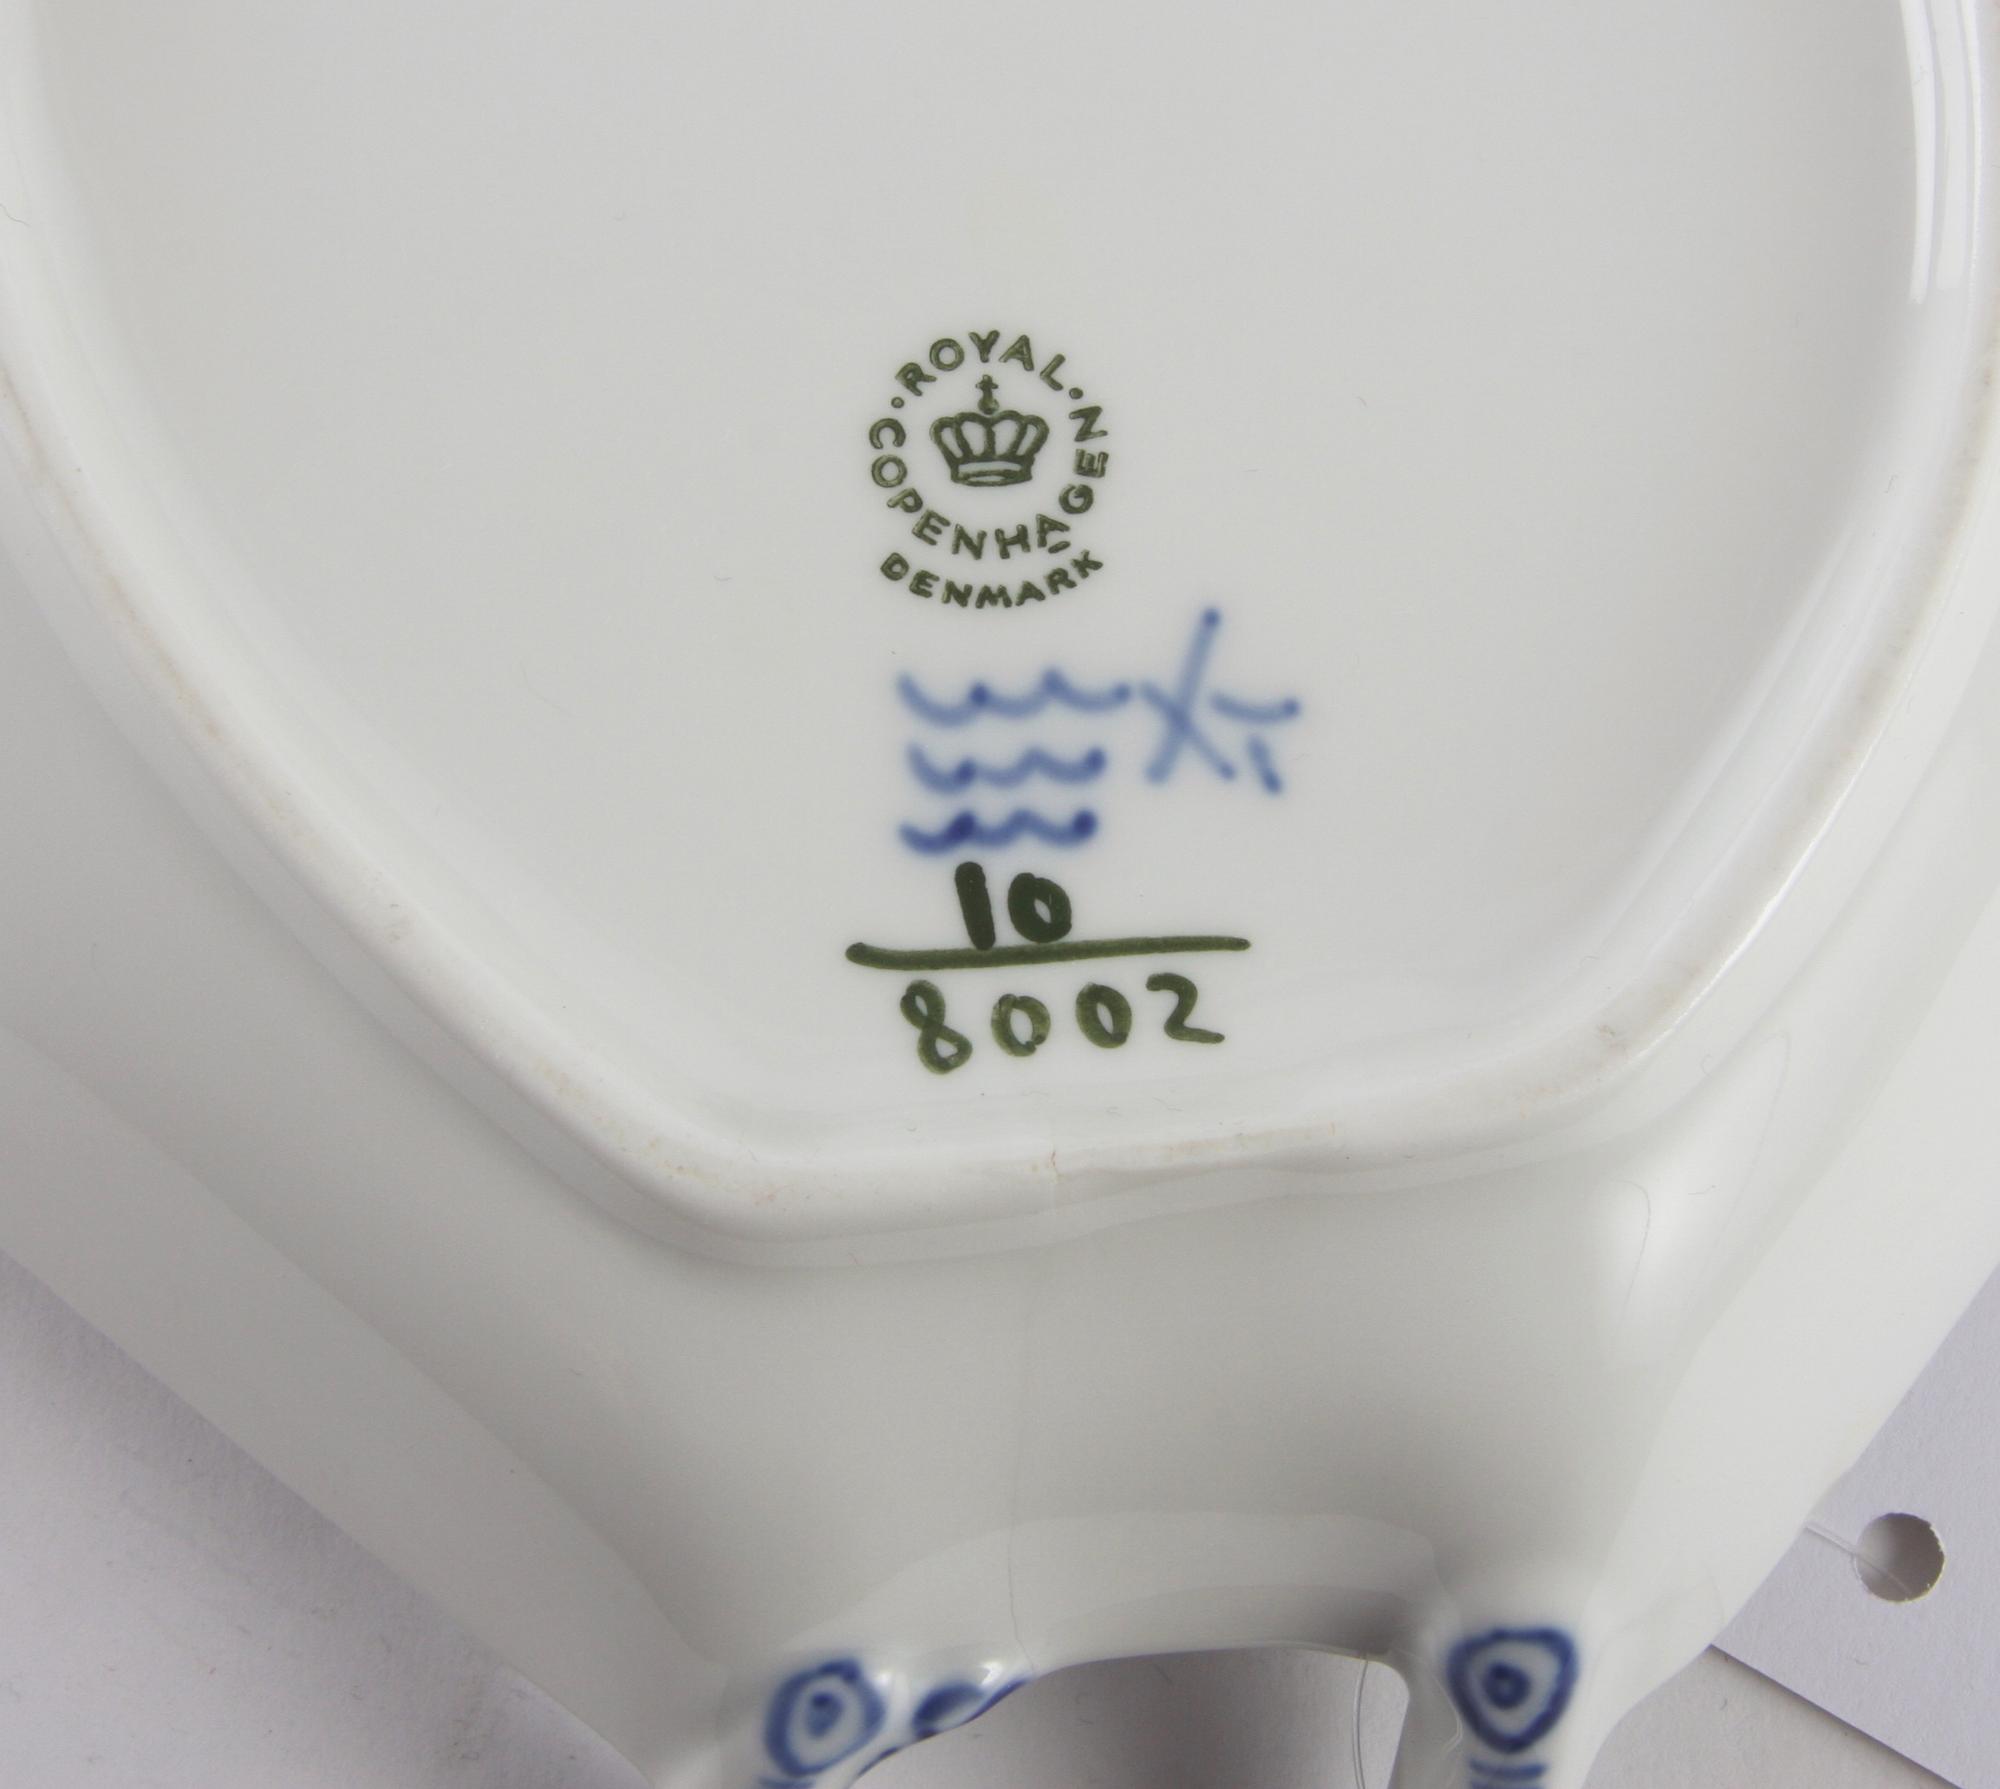 · ROYAL ·
COPENHAGEN
DENMARK
10
8002